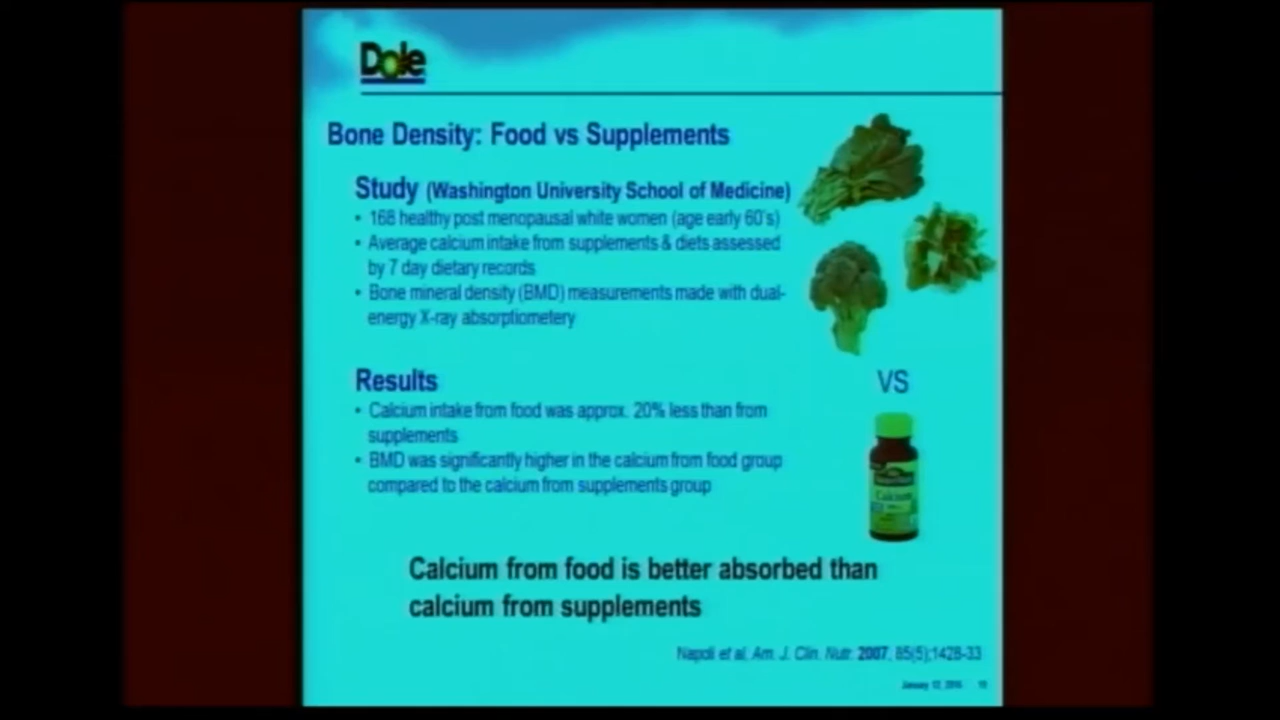 Dole
Bone Density: Food vs Supplements
Study (Washington University School of Medicine)
• 168 healthy post menopausal white women (age early 60's)
• Average calcium intake from supplements & diets assessed
by 7 day dietary records
• Bone mineral density (BMD) measurements made with dual-
energy X-ray absorptiometery
Results
• Calcium intake from food was approx. 20% less than from
supplements
• BMD was significantly higher in the calcium from food group
compared to the calcium from supplements group
VS
Calcium
Calcium from food is better absorbed than
calcium from supplements
Napoli et al, Am. J. Clin. Nutr. 2007, 85(5);1428-33
January 12,